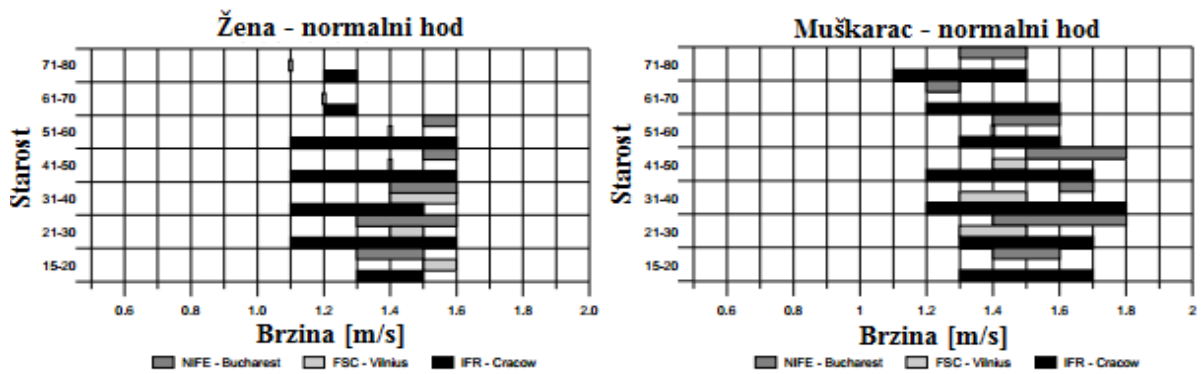 Žena - normalni hod
71-80
61-70
51-60
41-50
31-40
21-30
15-20
Starost
0.6 0.8 1.0 1.2 1.4 1.6 1.8 2.0
Brzina [m/s]
NIFE - Bucharest FSC - Vilnius IFR - Cracow
Muškarac - normalni hod
71-80
61-70
51-60
41-50
31-40
21-30
15-20
Starost
0.6 0.8 1 1.2 1.4 1.6 1.8 2
Brzina [m/s]
NIFE - Bucharest FSC - Vilnius IFR - Cracow